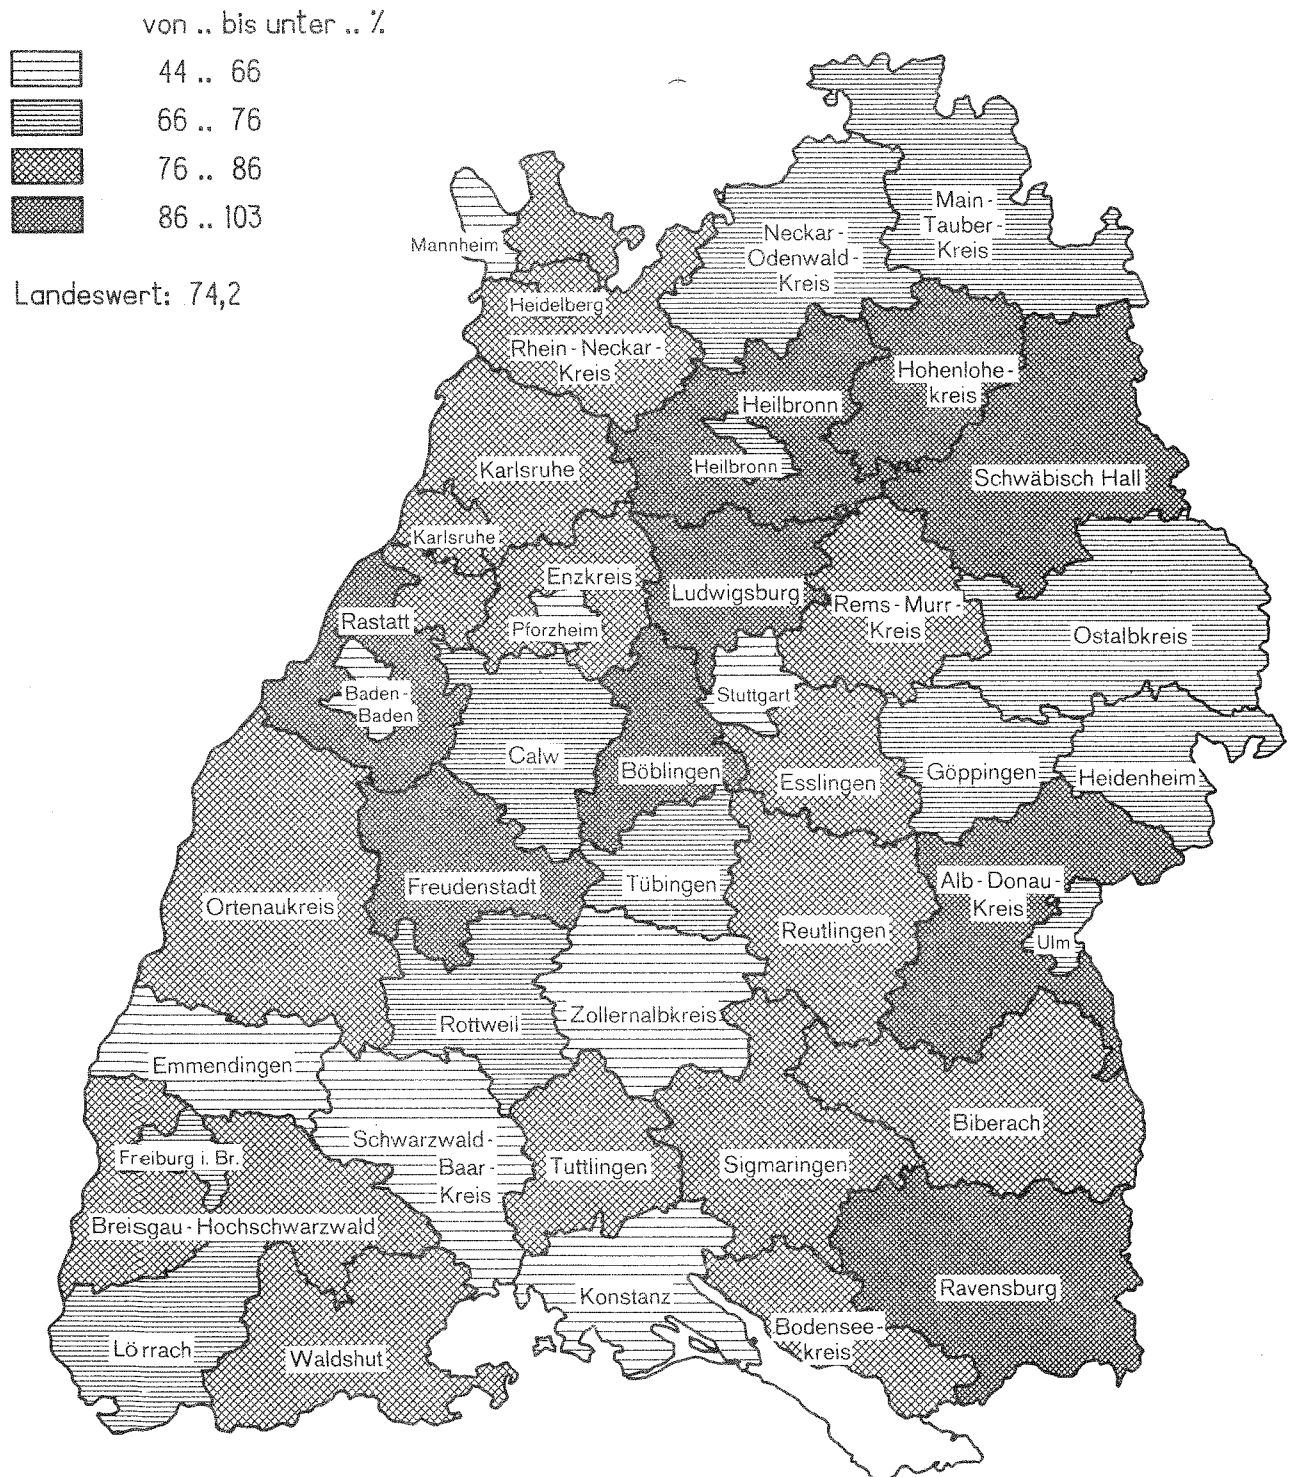 von .. bis unter .. %
44 .. 66
66 .. 76
76 .. 86
86 .. 103
Landeswert: 74,2
Main-
Tauber-
Kreis
Neckar-
Odenwald-
Kreis
Mannheim
Heidelberg
Rhein-Neckar-
Kreis
Hohenlohe-
kreis
Heilbronn
Heilbronn
Karlsruhe
Schwäbisch Hall
Karlsruhe
Enzkreis
Ludwigsburg
Rems-Murr-
Kreis
Rastatt
Pforzheim
Ostalbkreis
Baden-
Baden
Stuttgart
Calw
Böblingen
Esslingen
Göppingen
Heidenheim
Freudenstadt
Tübingen
Alb-Donau-
Kreis
Ortenaukreis
Reutlingen
Ulm
Rottweil
Zollernalbkreis
Emmendingen
Biberach
Schwarzwald-
Baar-
Kreis
Freiburg i. Br.
Tuttlingen
Sigmaringen
Breisgau-Hochschwarzwald
Konstanz
Ravensburg
Bodensee-
kreis
Lörrach
Waldshut